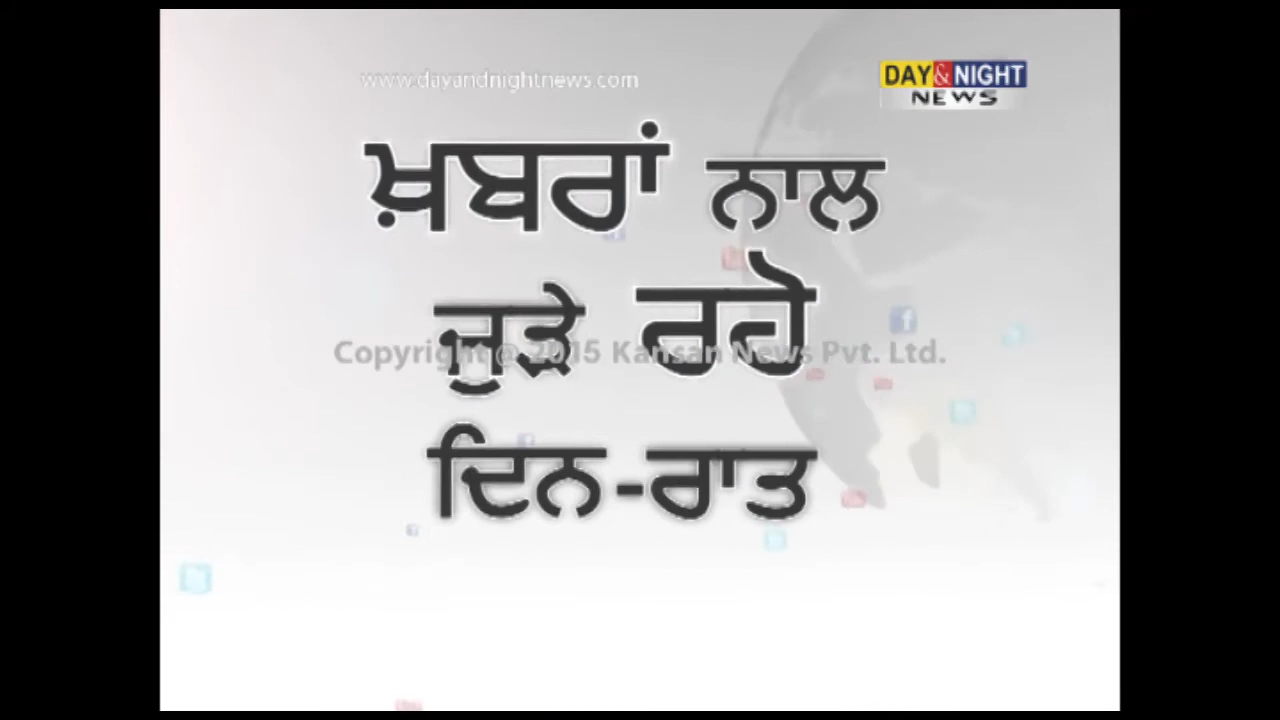 www.dayandnightnews.com
DAY&NIGHT
NEWS
ਖ਼ਬਰਾਂ ਨਾਲ
ਜੁੜੇ ਰਹੋ
Copyright @ 2015 Kansan News Pvt. Ltd.
ਦਿਨ-ਰਾਤ